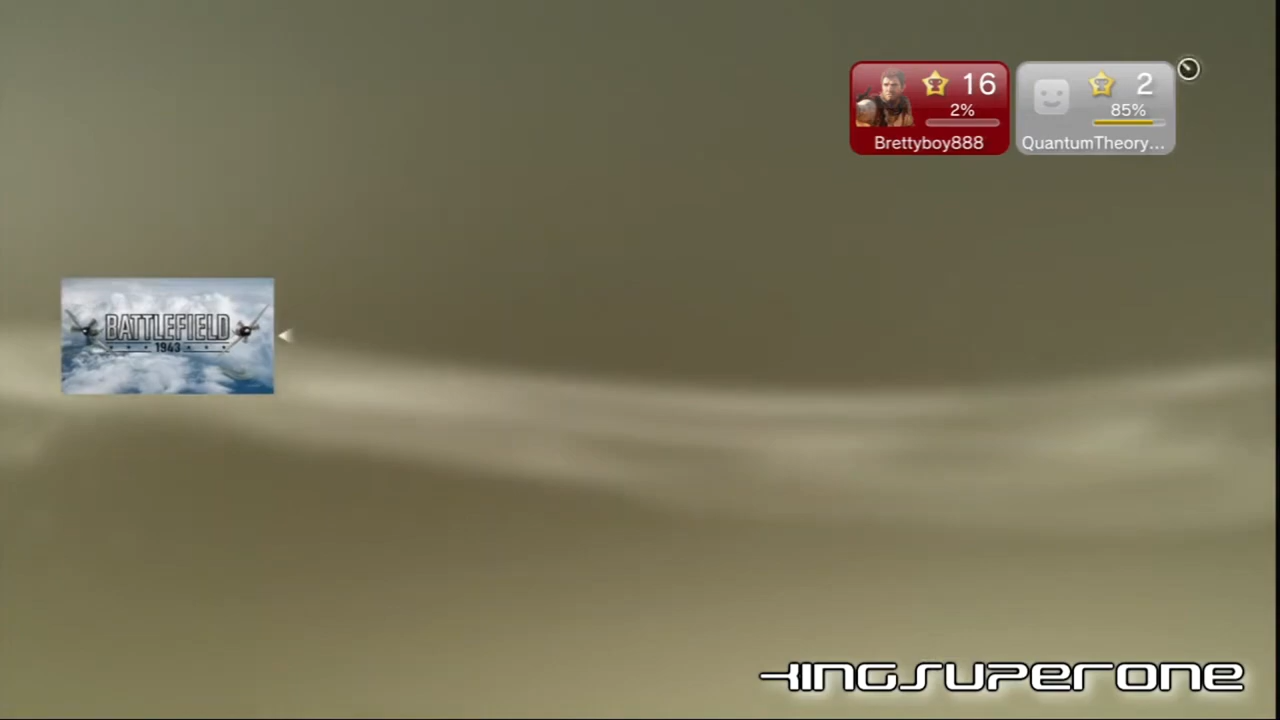 16
2%
Brettyboy888
2
85%
QuantumTheory...
BATTLEFIELD
1943
KINGSUPERONE